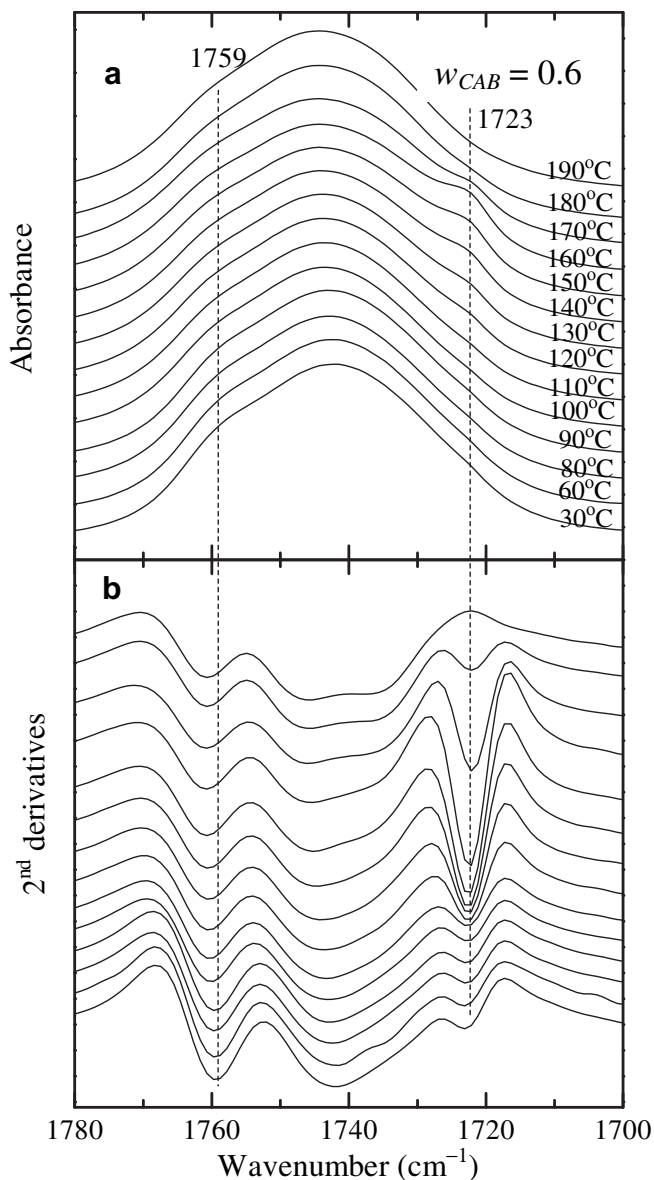 a
1759
w_CAB = 0.6
1723
190°C
180°C
170°C
160°C
150°C
140°C
130°C
120°C
110°C
100°C
90°C
80°C
60°C
30°C
Absorbance
b
2nd derivatives
1780 1760 1740 1720 1700
Wavenumber (cm⁻¹)